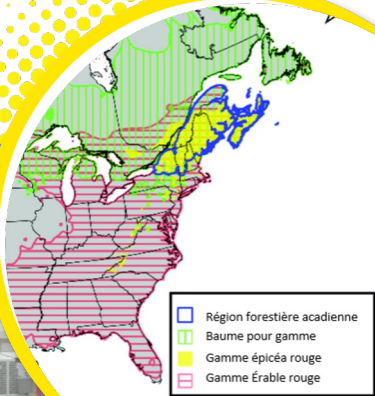 Région forestière acadienne
Baume pour gamme
Gamme épicéa rouge
Gamme Érable rouge